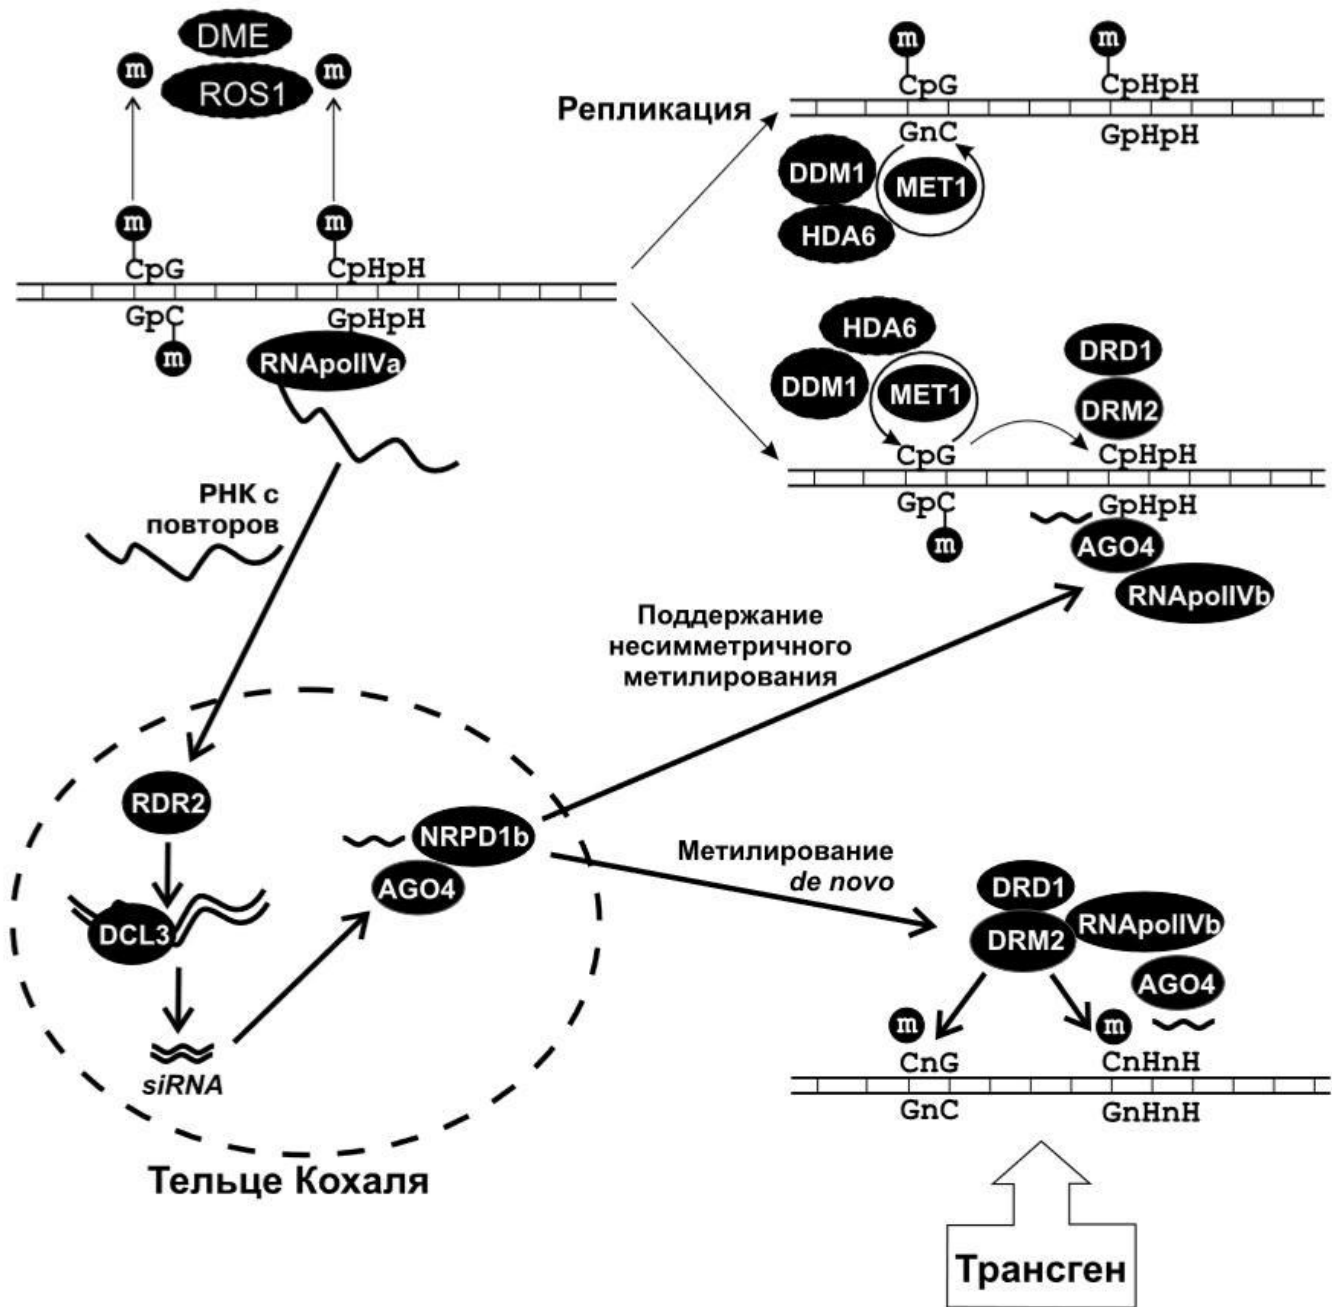 DME
m
ROS1
m
m
m
CpG
CpHpH
GpC
GpHpH
m
RNApolIVa
РНК с
повторов
Репликация
m
m
CpG
CpHpH
GnC
GpHpH
DDM1
MET1
HDA6
HDA6
DRD1
DDM1
MET1
DRM2
CpG
CpHpH
GpC
GpHpH
m
AGO4
RNApolIVb
Поддержание
несимметричного
метилирования
RDR2
NRPD1b
AGO4
DCL3
siRNA
Тельце Кохаля
Метилирование
de novo
DRD1
RNApolIVb
DRM2
AGO4
m
m
CnG
CnHnH
GnC
GnHnH
Трансген